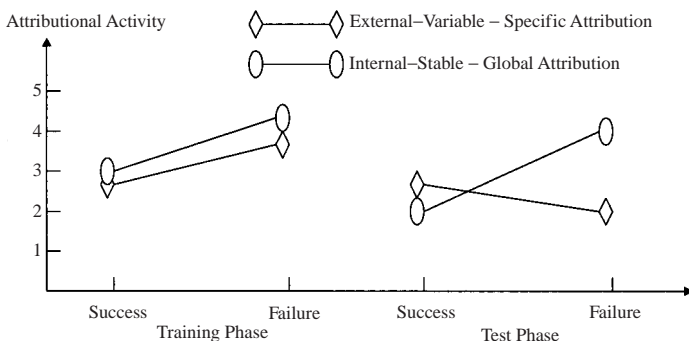 Attributional Activity
External–Variable – Specific Attribution
Internal–Stable – Global Attribution
5
4
3
2
1
Success
Failure
Success
Failure
Training Phase
Test Phase